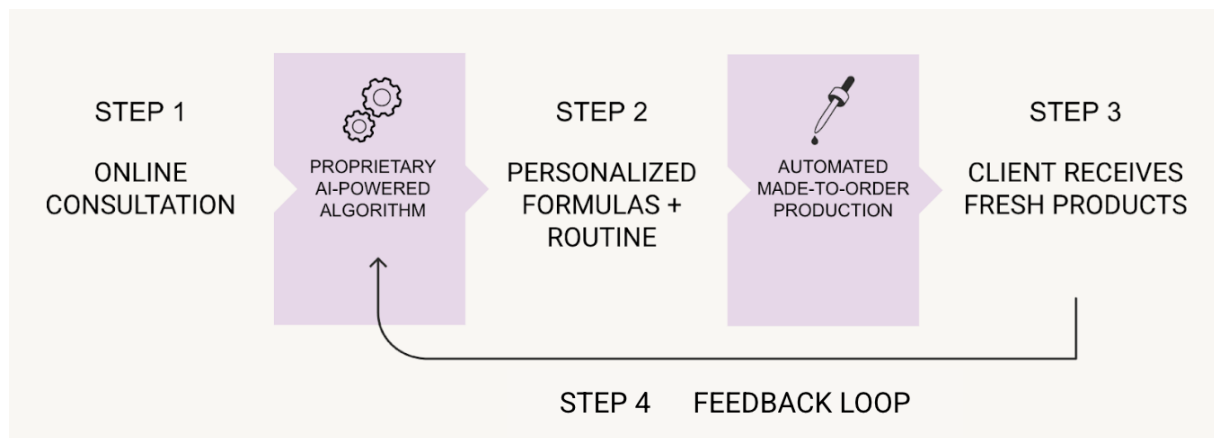 STEP 1
ONLINE
CONSULTATION
PROPRIETARY
AI-POWERED
ALGORITHM
STEP 2
PERSONALIZED
FORMULAS +
ROUTINE
AUTOMATED
MADE-TO-ORDER
PRODUCTION
STEP 3
CLIENT RECEIVES
FRESH PRODUCTS
STEP 4 FEEDBACK LOOP